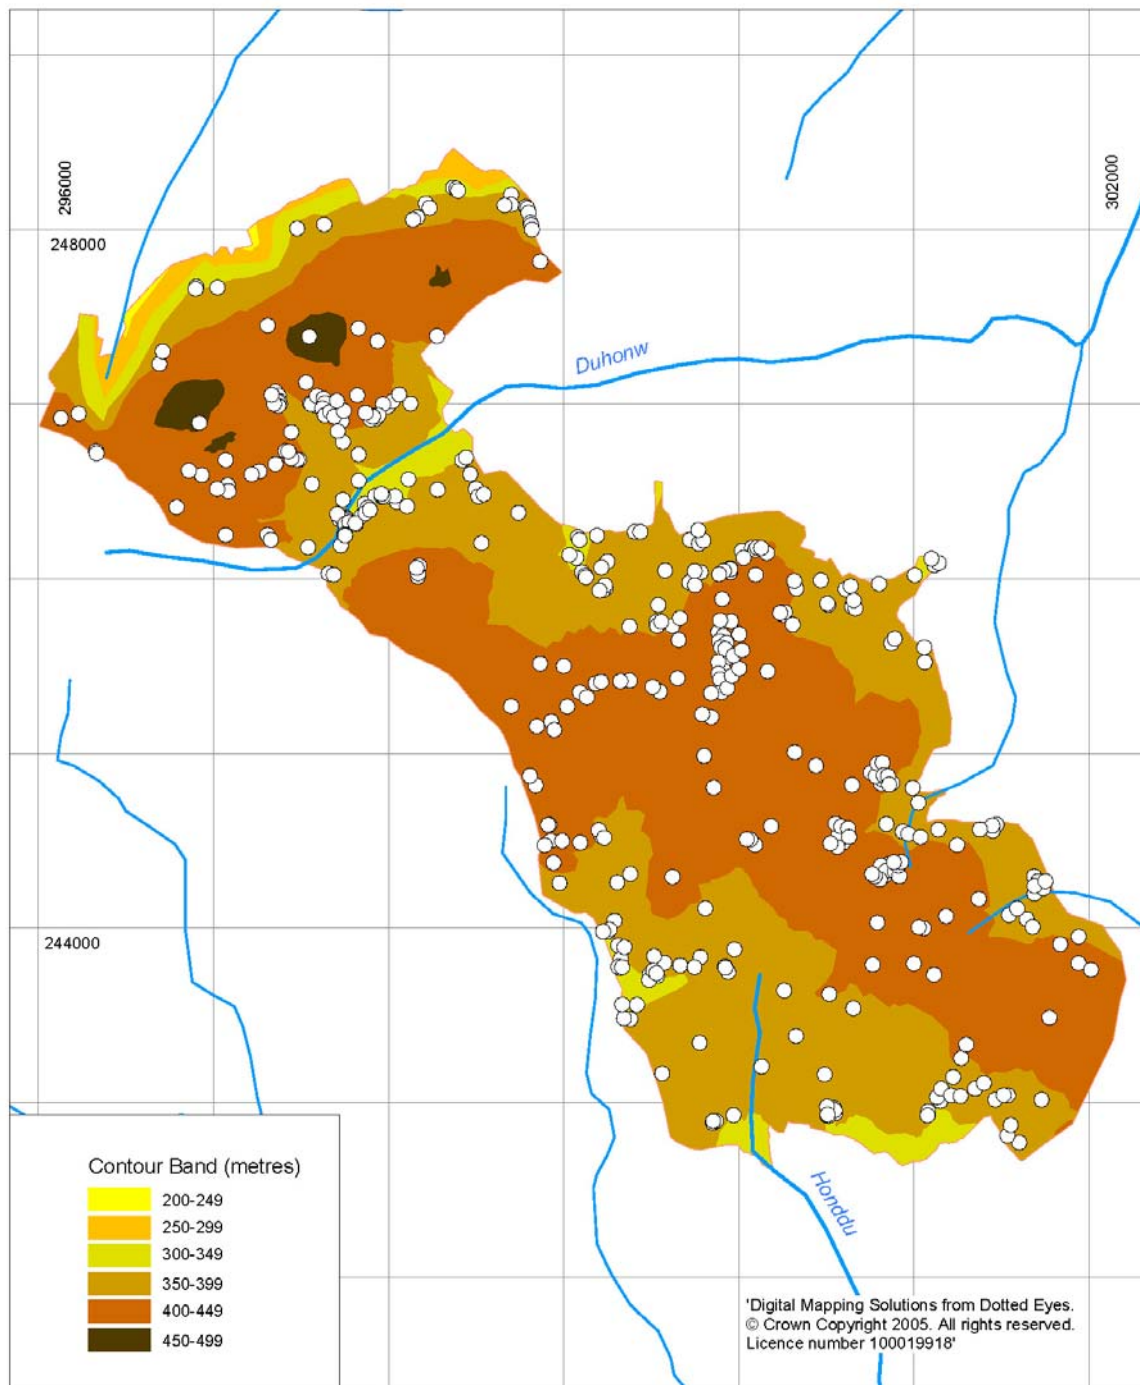 296000
302000
248000
Duhonw
244000
Contour Band (metres)
200-249
250-299
300-349
350-399
400-449
450-499
Honddu
'Digital Mapping Solutions from Dotted Eyes.
© Crown Copyright 2005. All rights reserved.
Licence number 100019918'